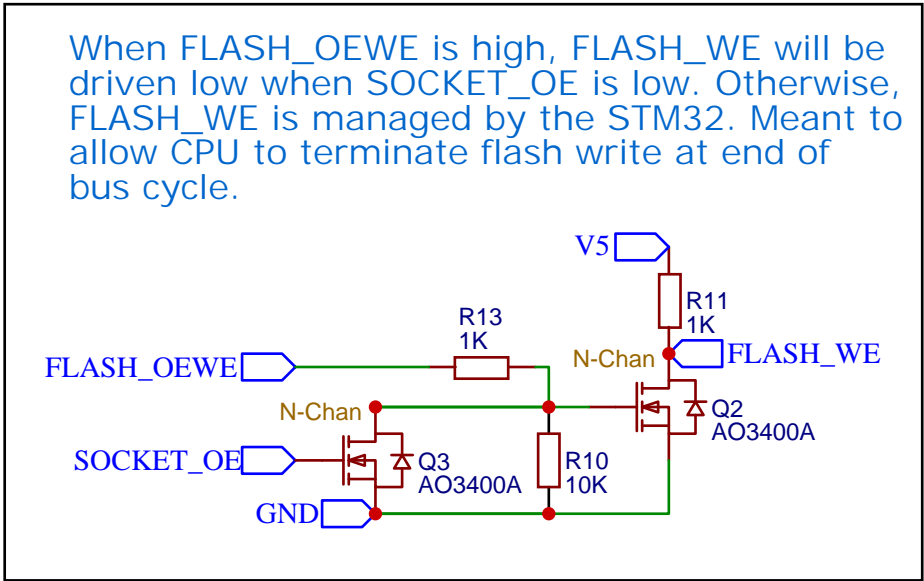 When FLASH_OEWE is high, FLASH_WE will be
driven low when SOCKET_OE is low. Otherwise,
FLASH_WE is managed by the STM32. Meant to
allow CPU to terminate flash write at end of
bus cycle.
V5
R11
1K
R13
1K
N-Chan
FLASH_WE
FLASH_OEWE
N-Chan
Q2
AO3400A
SOCKET_OE
Q3
AO3400A
R10
10K
GND